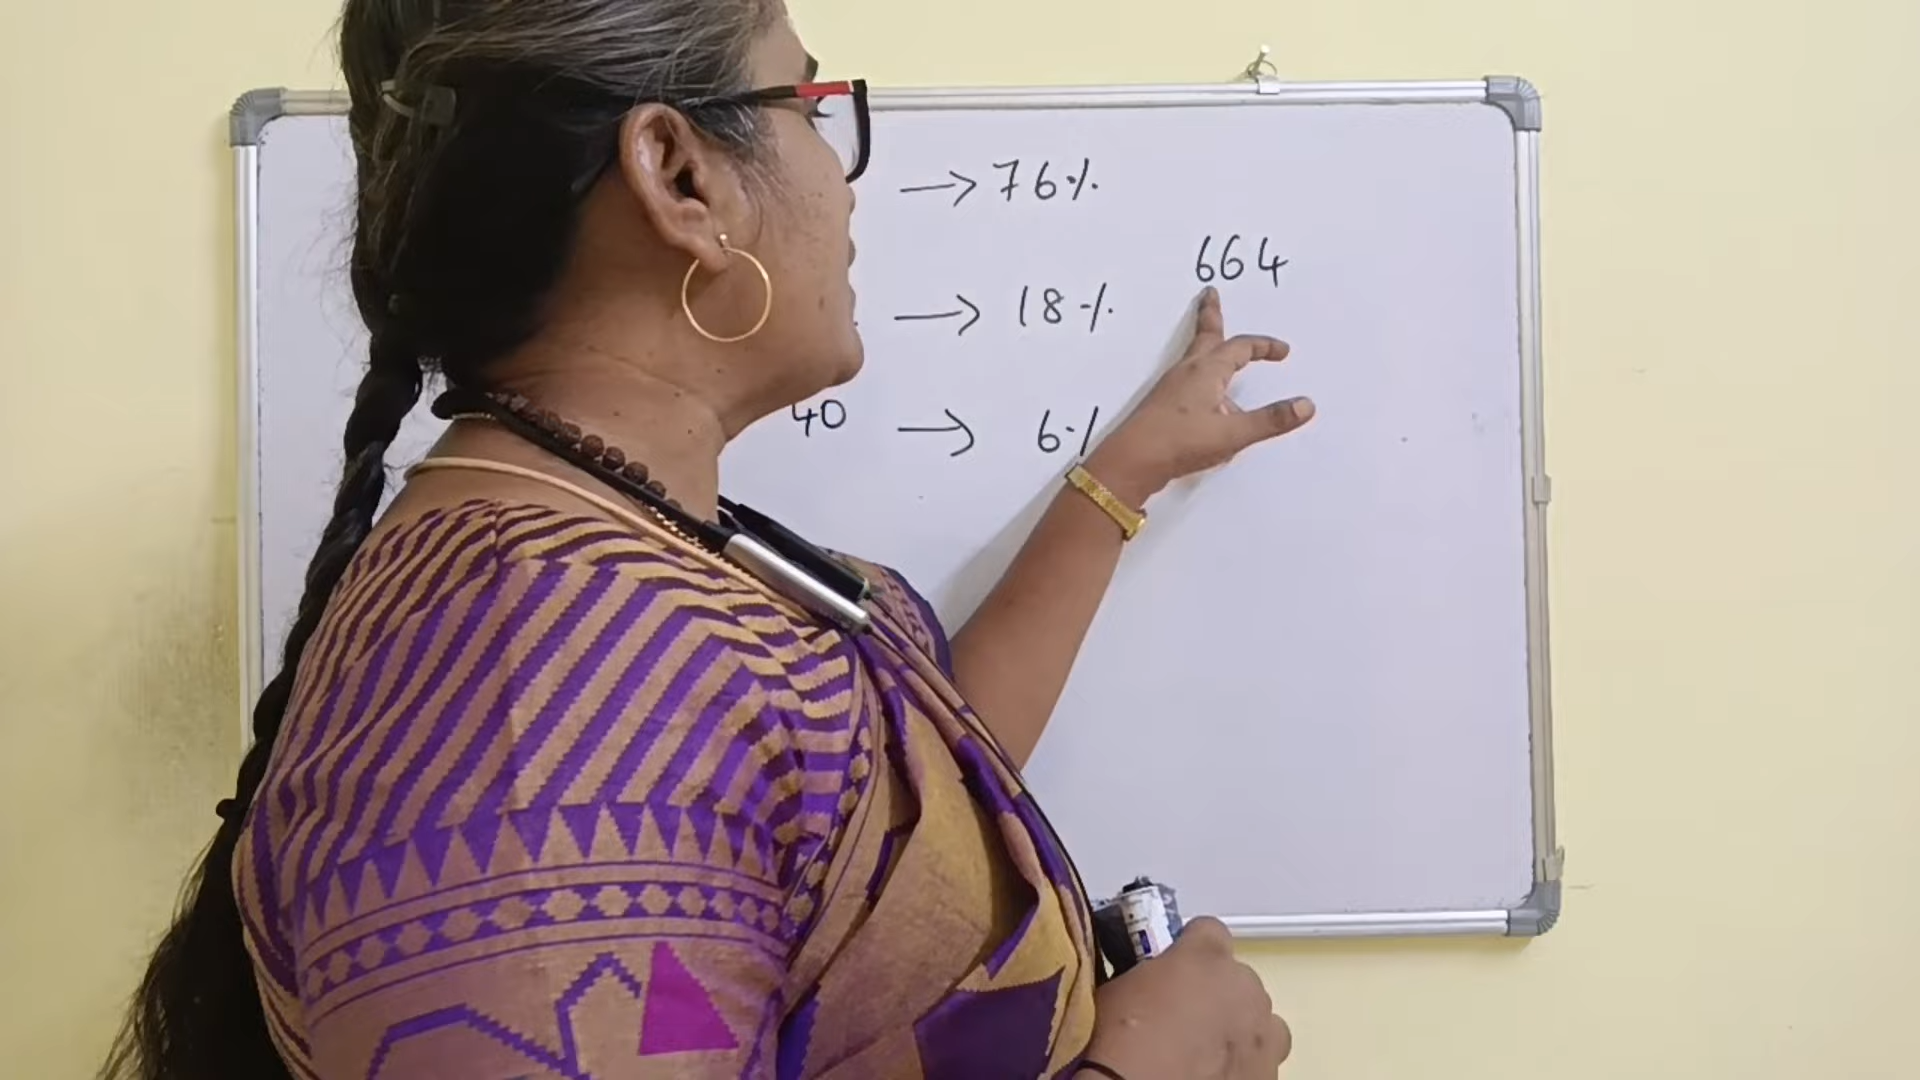 → 76%
664
→ 18%
40 → 6%